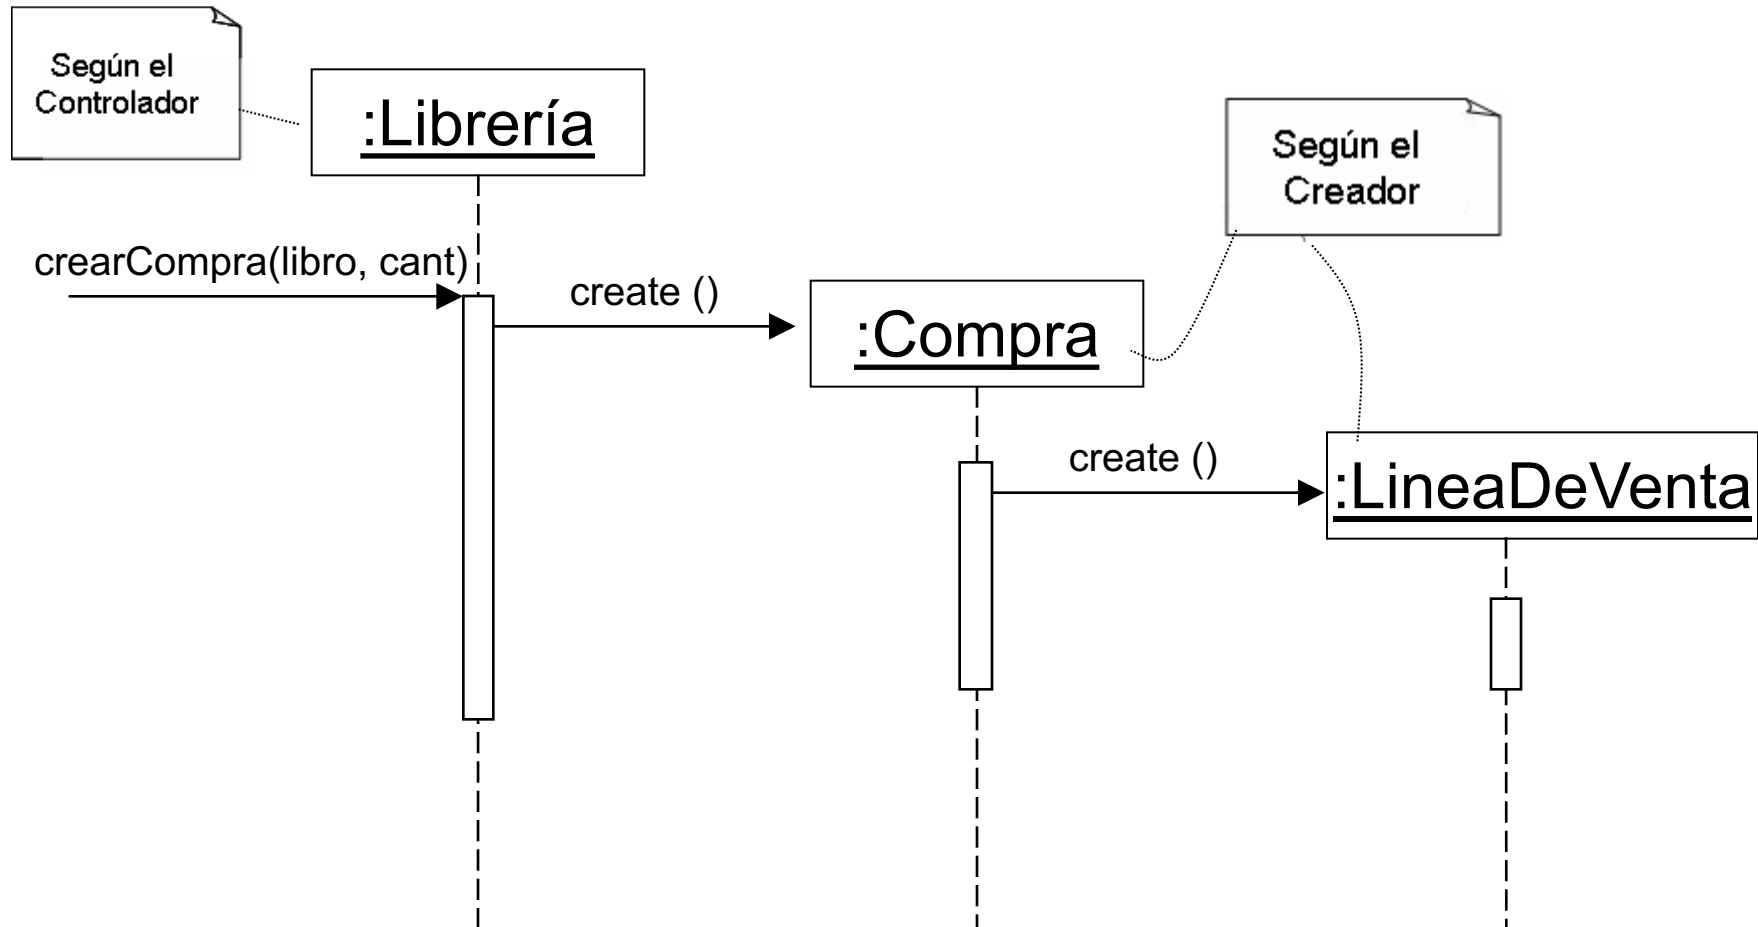 Según el
Controlador
:Librería
Según el
Creador
crearCompra(libro, cant)
create ()
:Compra
create ()
:LineaDeVenta